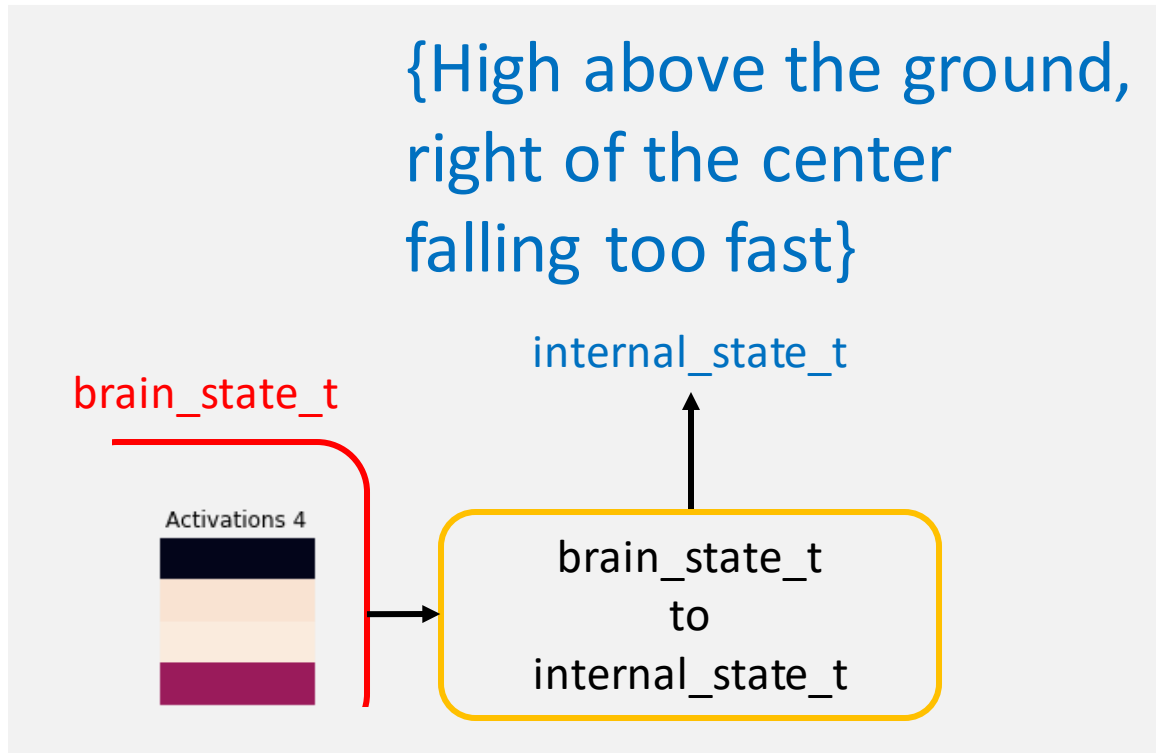 {High above the ground,
right of the center
falling too fast}
internal_state_t
brain_state_t
Activations 4
brain_state_t
to
internal_state_t